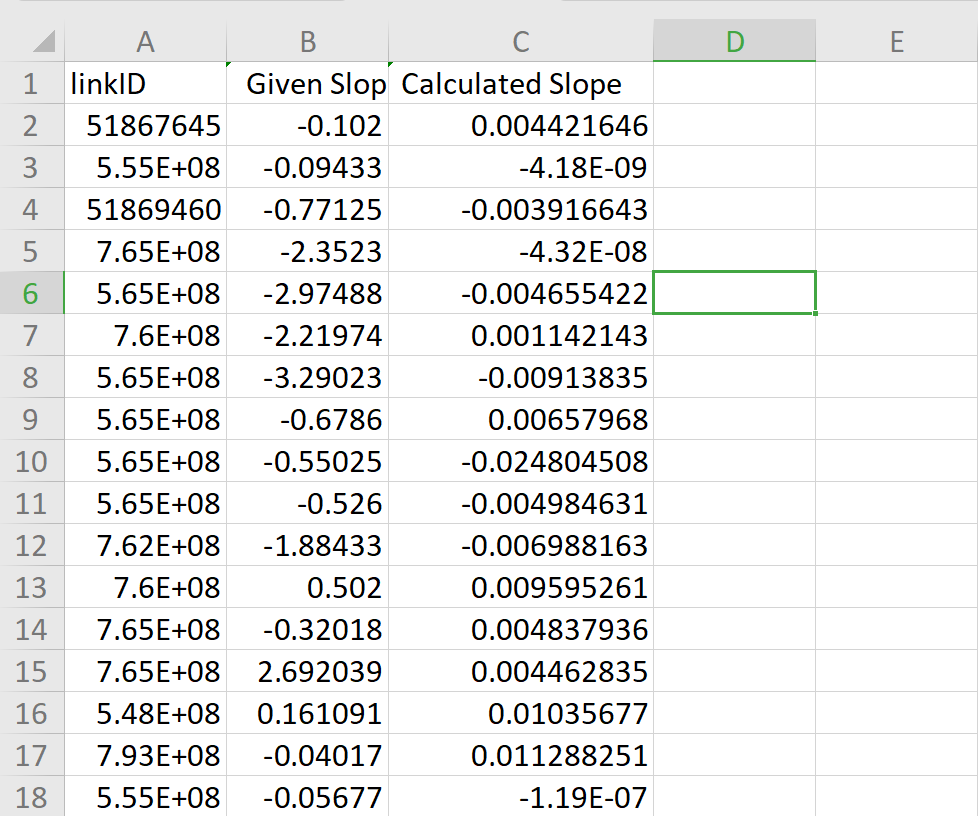 A B C D E
1 linkID Given Slop Calculated Slope
2 51867645 -0.102 0.004421646
3 5.55E+08 -0.09433 -4.18E-09
4 51869460 -0.77125 -0.003916643
5 7.65E+08 -2.3523 -4.32E-08
6 5.65E+08 -2.97488 -0.004655422
7 7.6E+08 -2.21974 0.001142143
8 5.65E+08 -3.29023 -0.00913835
9 5.65E+08 -0.6786 0.00657968
10 5.65E+08 -0.55025 -0.024804508
11 5.65E+08 -0.526 -0.004984631
12 7.62E+08 -1.88433 -0.006988163
13 7.6E+08 0.502 0.009595261
14 7.65E+08 -0.32018 0.004837936
15 7.65E+08 2.692039 0.004462835
16 5.48E+08 0.161091 0.01035677
17 7.93E+08 -0.04017 0.011288251
18 5.55E+08 -0.05677 -1.19E-07